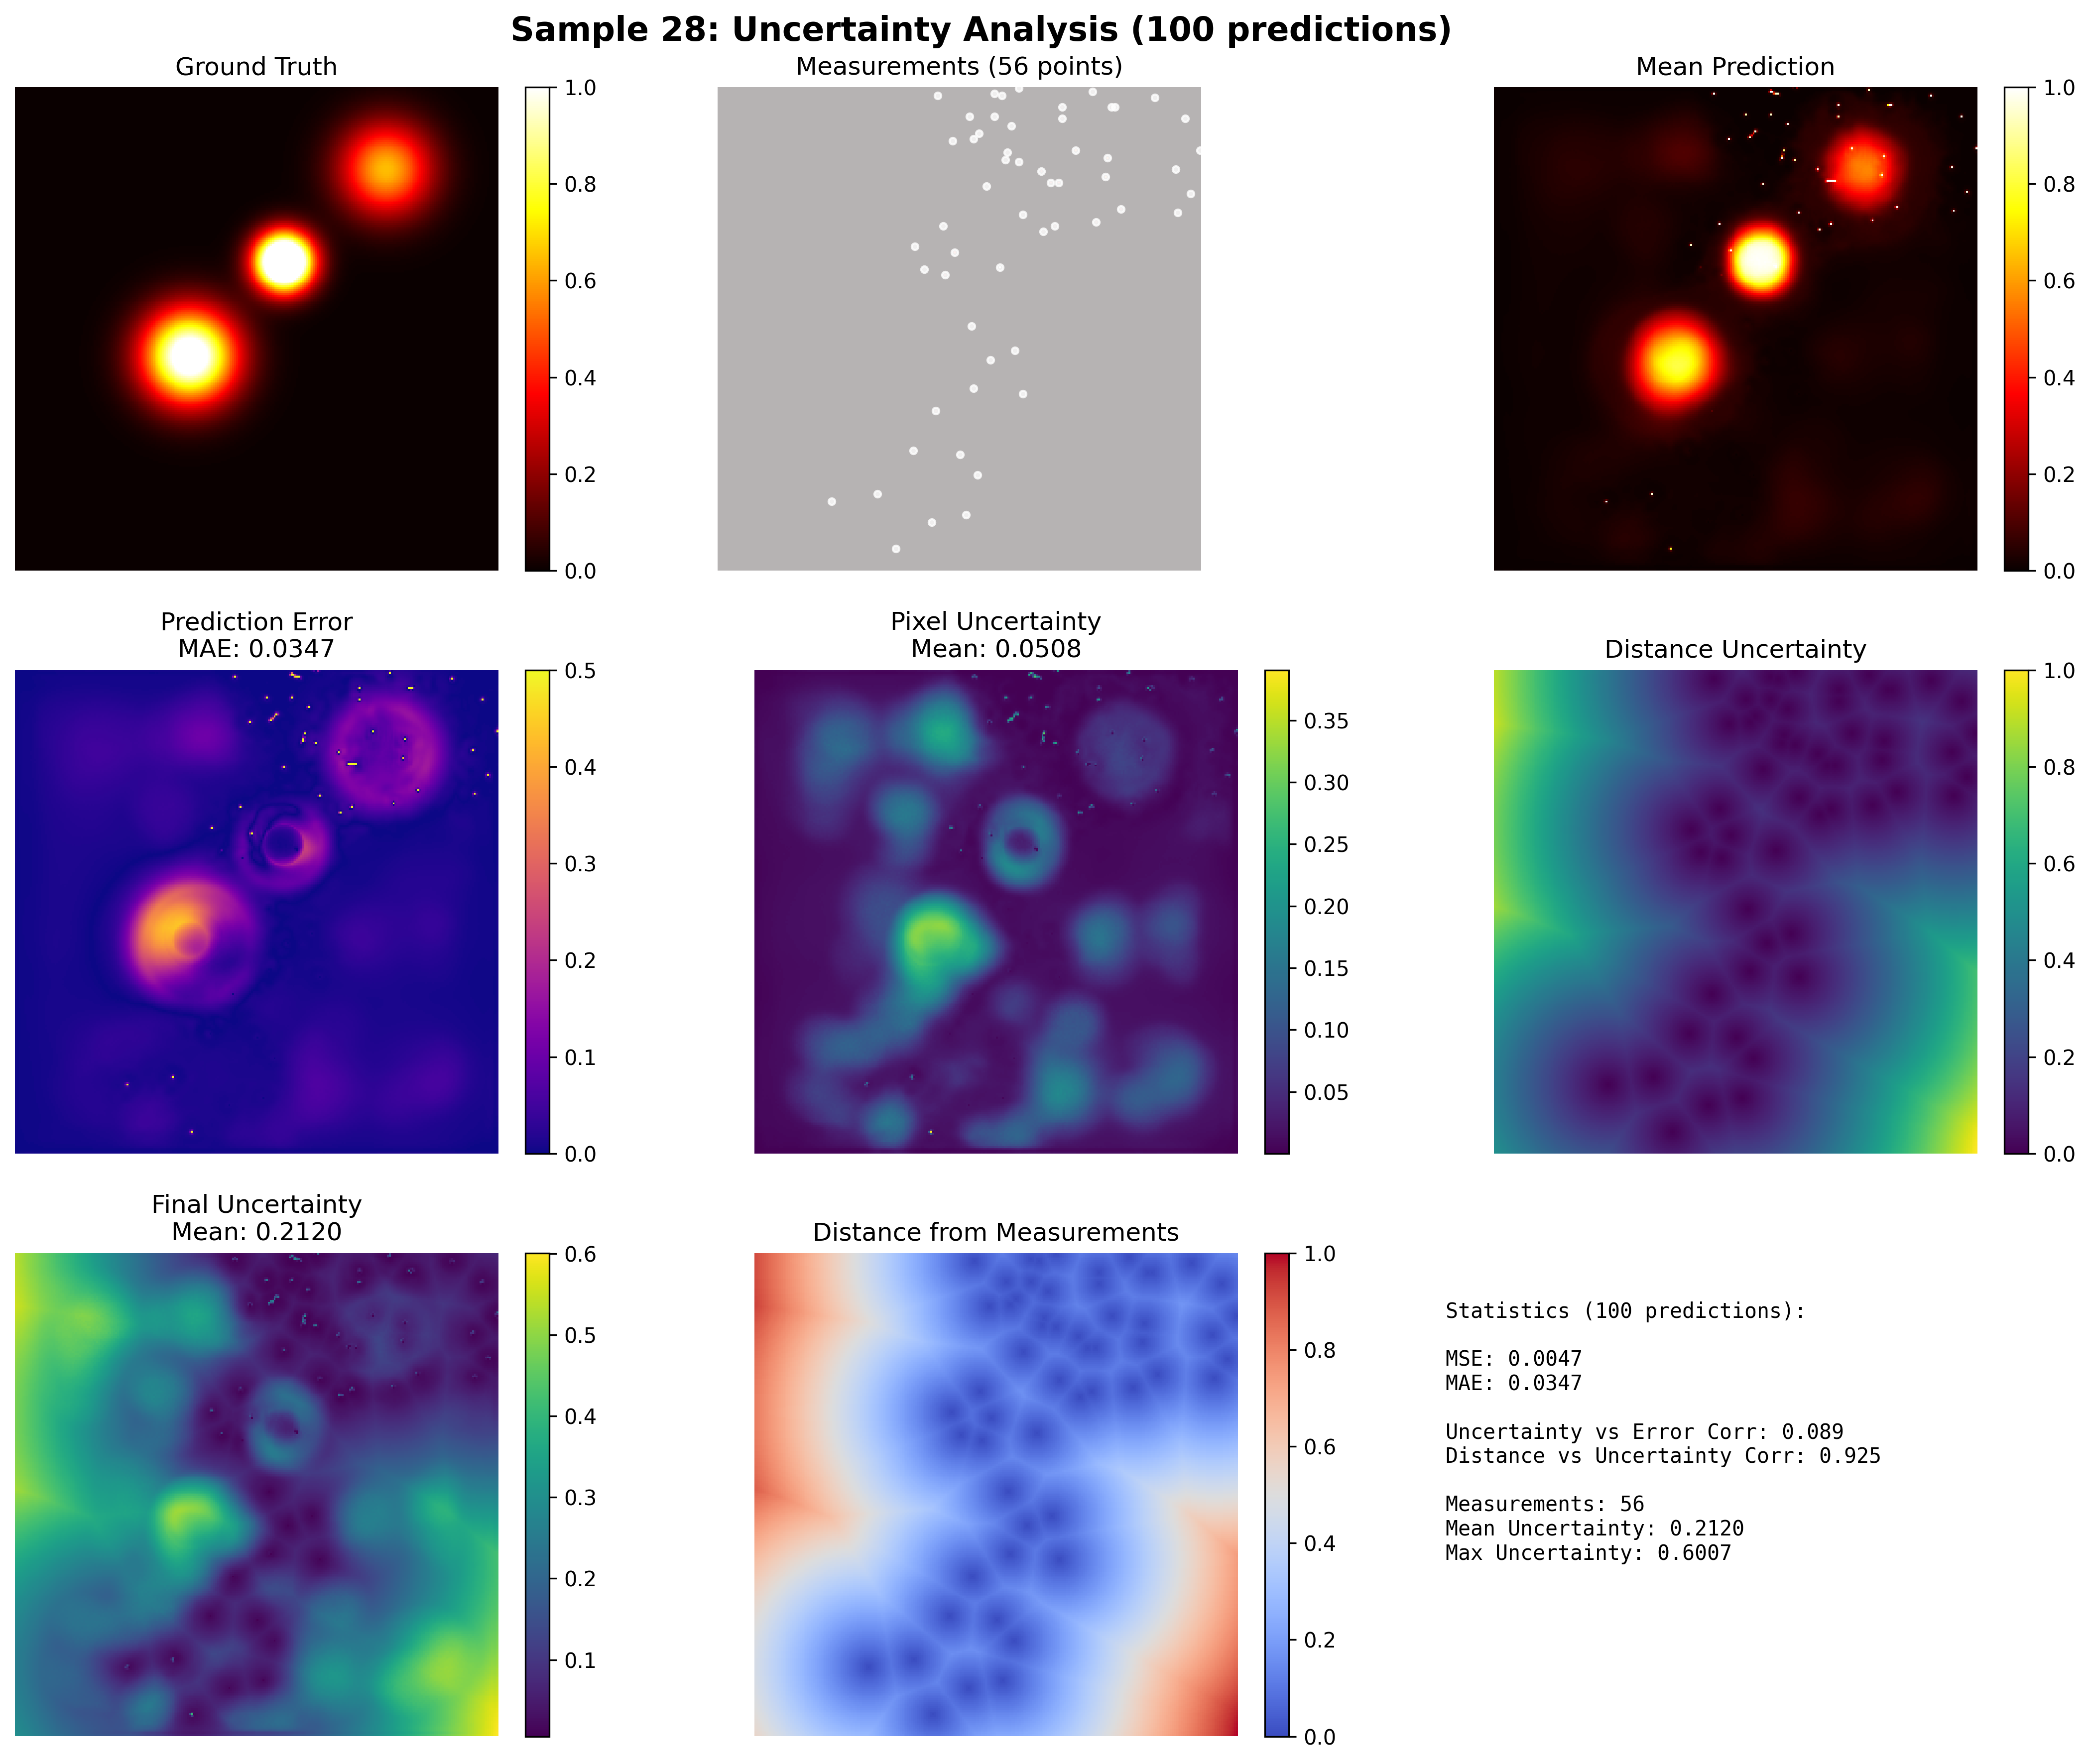 Sample 28: Uncertainty Analysis (100 predictions)
Ground Truth
1.0
0.8
0.6
0.4
0.2
0.0
Measurements (56 points)
Mean Prediction
1.0
0.8
0.6
0.4
0.2
0.0
Prediction Error
MAE: 0.0347
0.5
0.4
0.3
0.2
0.1
0.0
Pixel Uncertainty
Mean: 0.0508
0.35
0.30
0.25
0.20
0.15
0.10
0.05
Distance Uncertainty
1.0
0.8
0.6
0.4
0.2
0.0
Final Uncertainty
Mean: 0.2120
0.6
0.5
0.4
0.3
0.2
0.1
Distance from Measurements
1.0
0.8
0.6
0.4
0.2
0.0
Statistics (100 predictions):
MSE: 0.0047
MAE: 0.0347
Uncertainty vs Error Corr: 0.089
Distance vs Uncertainty Corr: 0.925
Measurements: 56
Mean Uncertainty: 0.2120
Max Uncertainty: 0.6007